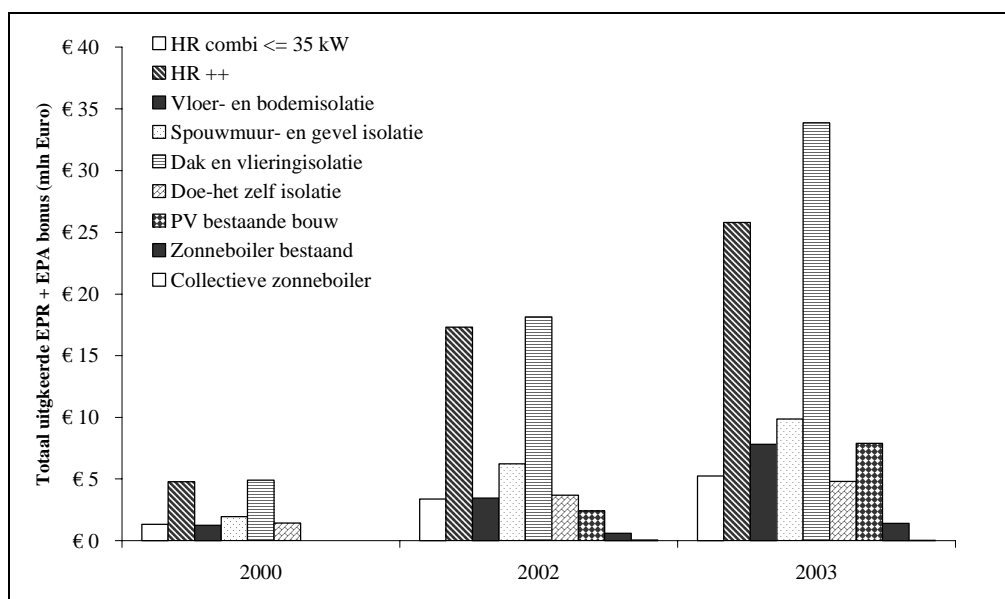 Totaal uitgkeerde EPR + EPA bonus (mln Euro)
€ 40
€ 35
€ 30
€ 25
€ 20
€ 15
€ 10
€ 5
€ 0
HR combi <= 35 kW
HR ++
Vloer- en bodemisolatie
Spouwmuur- en gevel isolatie
Dak en vlieringisolatie
Doe-het zelf isolatie
PV bestaande bouw
Zonneboiler bestaand
Collectieve zonneboiler
2000
2002
2003